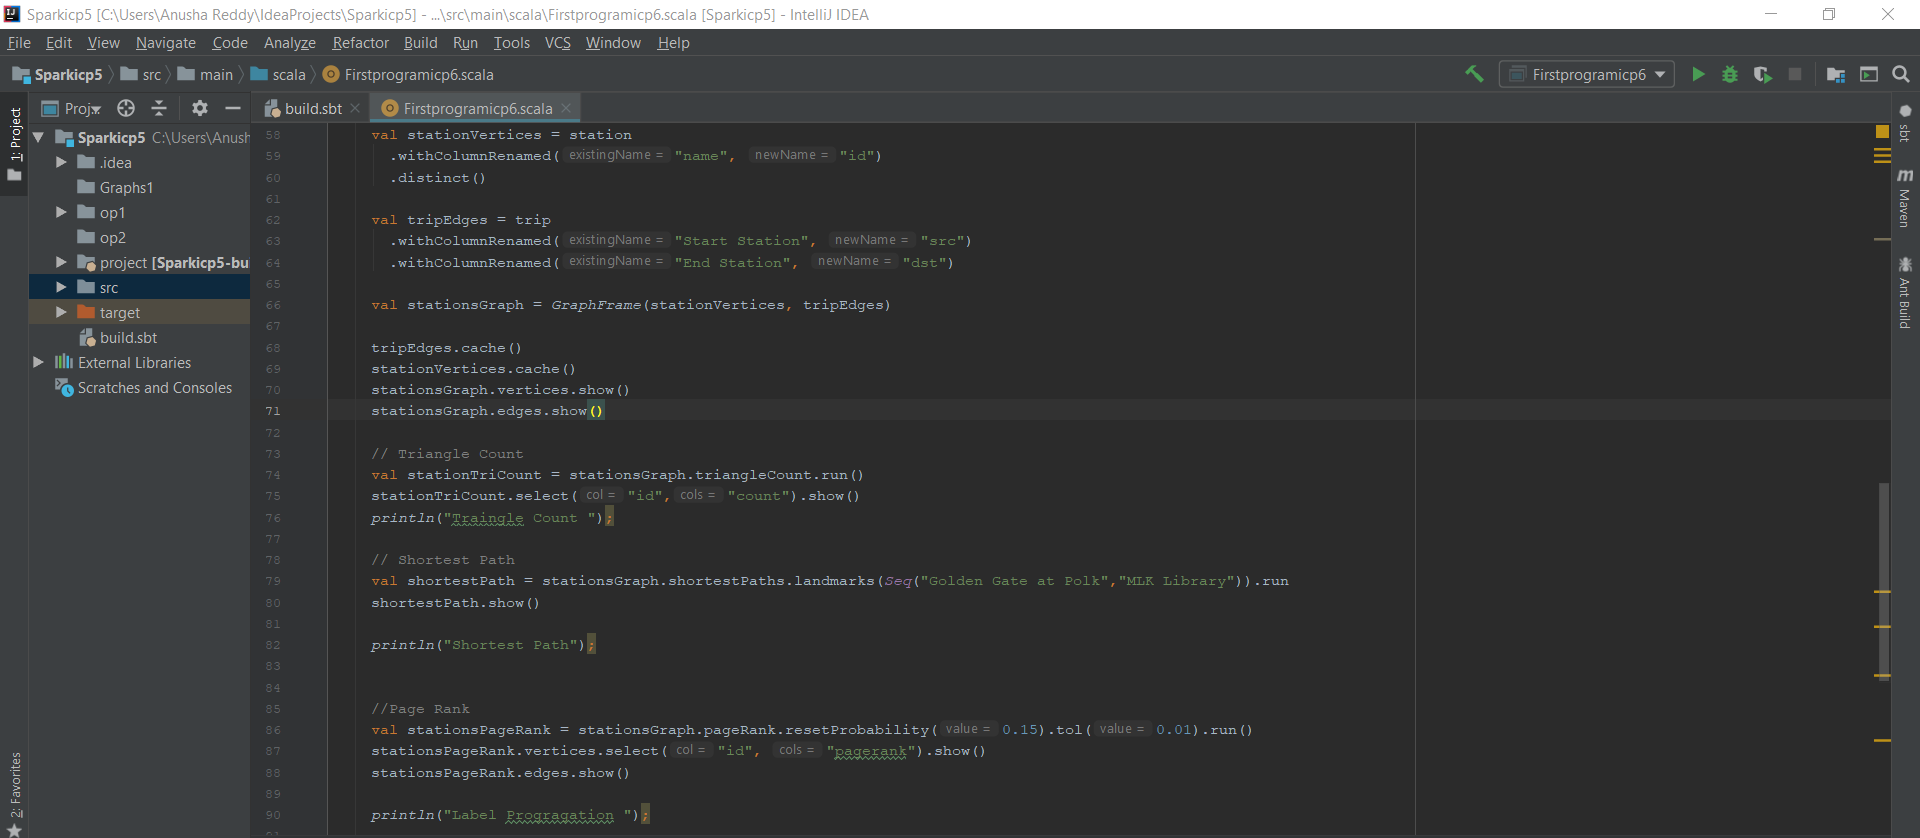 Sparkicp5 [C:\Users\Anusha Reddy\IdeaProjects\Sparkicp5] - ...\src\main\scala\Firstprogramicp6.scala [Sparkicp5] - IntelliJ IDEA
File Edit View Navigate Code Analyze Refactor Build Run Tools VCS Window Help
Sparkicp5 src main scala Firstprogramicp6.scala
Firstprogramicp6
Proj
build.sbt Firstprogramicp6.scala
1: Project
2: Favorites
Sparkicp5 C:\Users\Anush
.idea
Graphs1
op1
op2
project [Sparkicp5-bu
src
target
build.sbt
External Libraries
Scratches and Consoles
58 val stationVertices = station
59 .withColumnRenamed( existingName = "name", newName = "id")
60 .distinct()
61
62 val tripEdges = trip
63 .withColumnRenamed( existingName = "Start Station", newName = "src")
64 .withColumnRenamed( existingName = "End Station", newName = "dst")
65
66 val stationsGraph = GraphFrame(stationVertices, tripEdges)
67
68 tripEdges.cache()
69 stationVertices.cache()
70 stationsGraph.vertices.show()
71 stationsGraph.edges.show()
72
73 // Triangle Count
74 val stationTriCount = stationsGraph.triangleCount.run()
75 stationTriCount.select( col = "id", cols = "count").show()
76 println("Traingle Count ");
77
78 // Shortest Path
79 val shortestPath = stationsGraph.shortestPaths.landmarks(Seq("Golden Gate at Polk","MLK Library")).run
80 shortestPath.show()
81
82 println("Shortest Path");
83
84
85 //Page Rank
86 val stationsPageRank = stationsGraph.pageRank.resetProbability( value = 0.15).tol( value = 0.01).run()
87 stationsPageRank.vertices.select( col = "id", cols = "pagerank").show()
88 stationsPageRank.edges.show()
89
90 println("Label Progragation ");
sbt
Maven
Ant Build